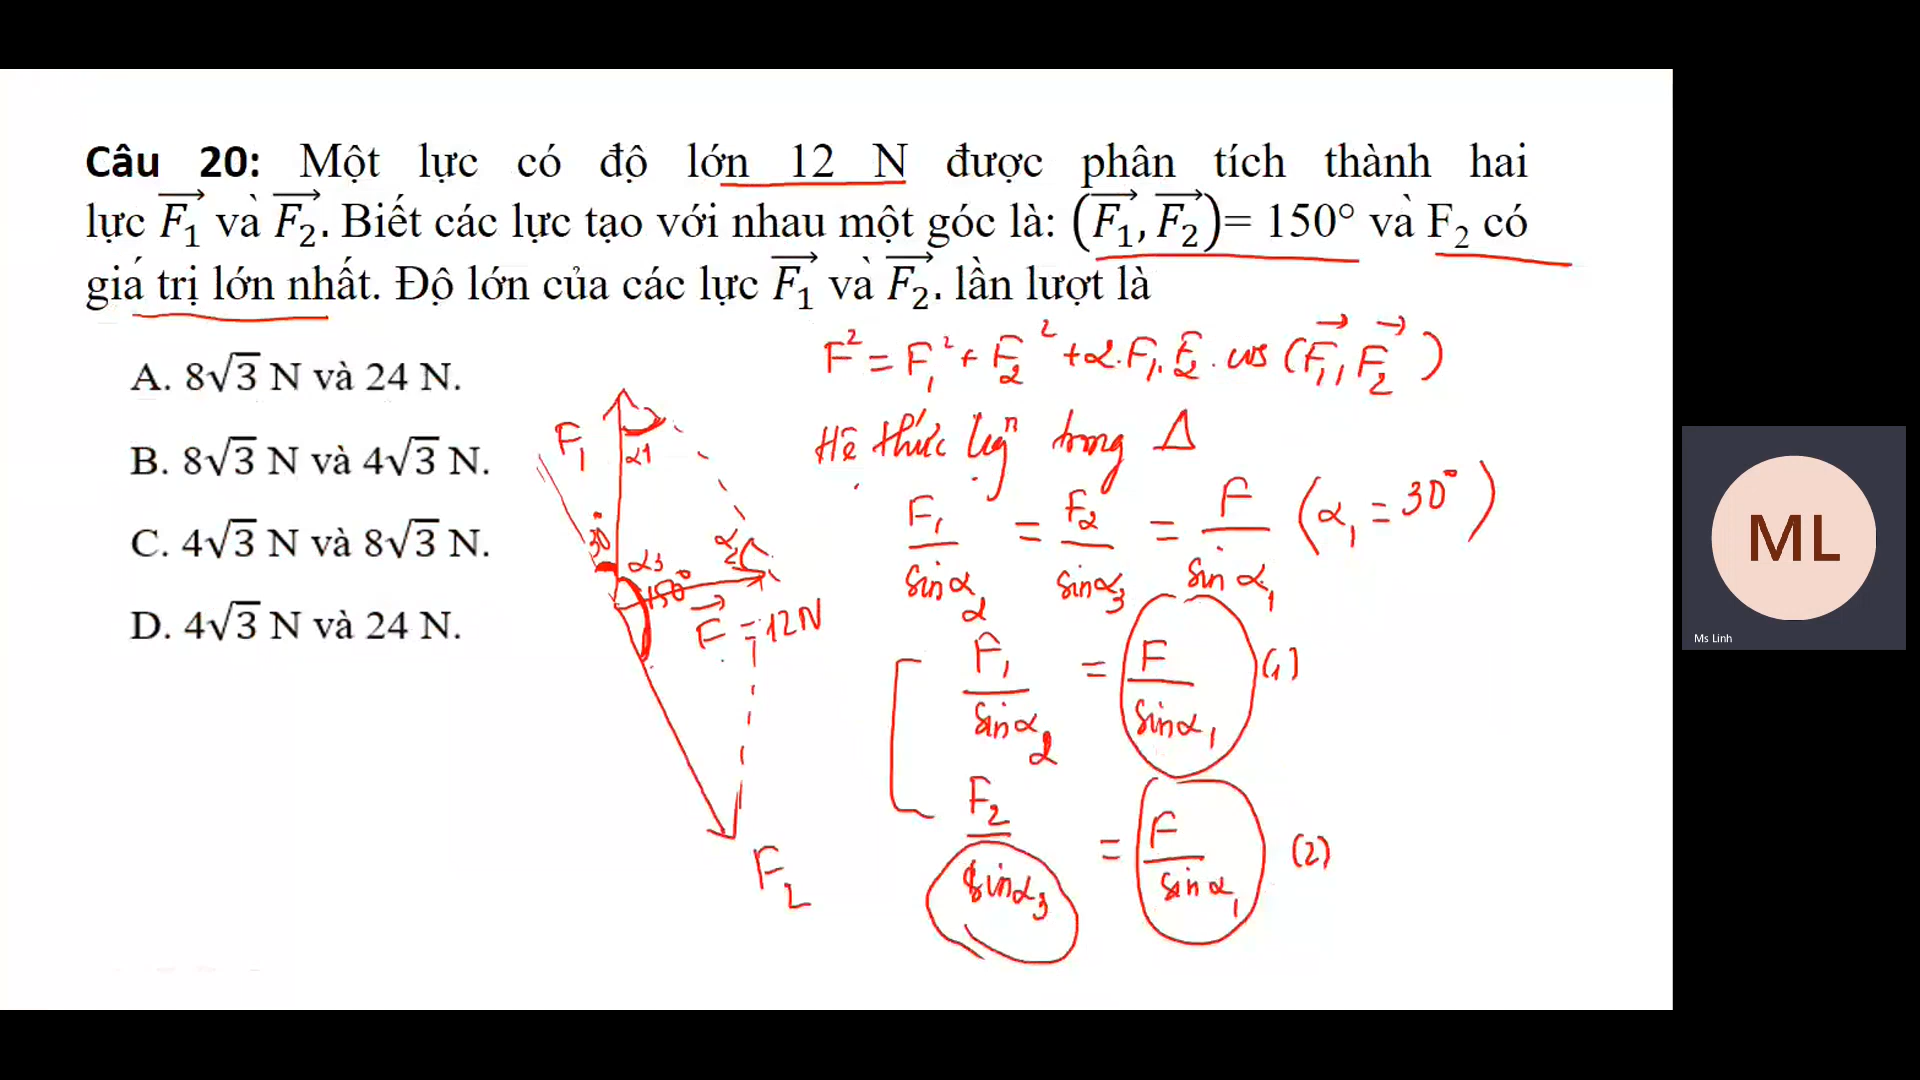 Câu 20: Một lực có độ lớn 12 N được phân tích thành hai
lực F₁ và F₂. Biết các lực tạo với nhau một góc là: (F₁, F₂)= 150° và F₂ có
giá trị lớn nhất. Độ lớn của các lực F₁ và F₂. lần lượt là
A. 8√3 N và 24 N.
B. 8√3 N và 4√3 N.
C. 4√3 N và 8√3 N.
D. 4√3 N và 24 N.
F² = F₁² + F₂² + 2.F₁.F₂.cos(F₁, F₂)
Hệ thức lượng trong Δ
F₁/sinα₂ = F₂/sinα₃ = F/sinα₁ (α₁ = 30°)
F₁/sinα₂ = F/sinα₁ (1)
F₂/sinα₃ = F/sinα₁ (2)
F₁
α1
30°
α3
α2
150°
F = 12N
F₂
ML
Ms Linh